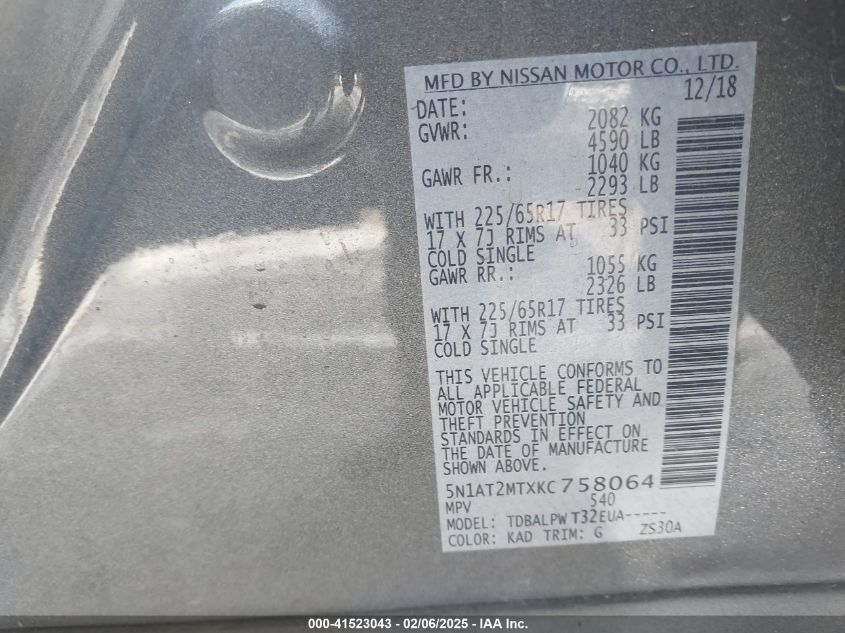 MFD BY NISSAN MOTOR CO., LTD.
DATE: 12/18
GVWR: 2082 KG
4590 LB
GAWR FR.: 1040 KG
2293 LB
WITH 225/65R17 TIRES
17 X 7J RIMS AT 33 PSI
COLD SINGLE
GAWR RR.: 1055 KG
2326 LB
WITH 225/65R17 TIRES
17 X 7J RIMS AT 33 PSI
COLD SINGLE
THIS VEHICLE CONFORMS TO
ALL APPLICABLE FEDERAL
MOTOR VEHICLE SAFETY AND
THEFT PREVENTION
STANDARDS IN EFFECT ON
THE DATE OF MANUFACTURE
SHOWN ABOVE.
5N1AT2MTXKC758064
MPV 540
MODEL: TDBALPW T32EUA-----
COLOR: KAD TRIM: G ZS30A
000-41523043 - 02/06/2025 - IAA Inc.